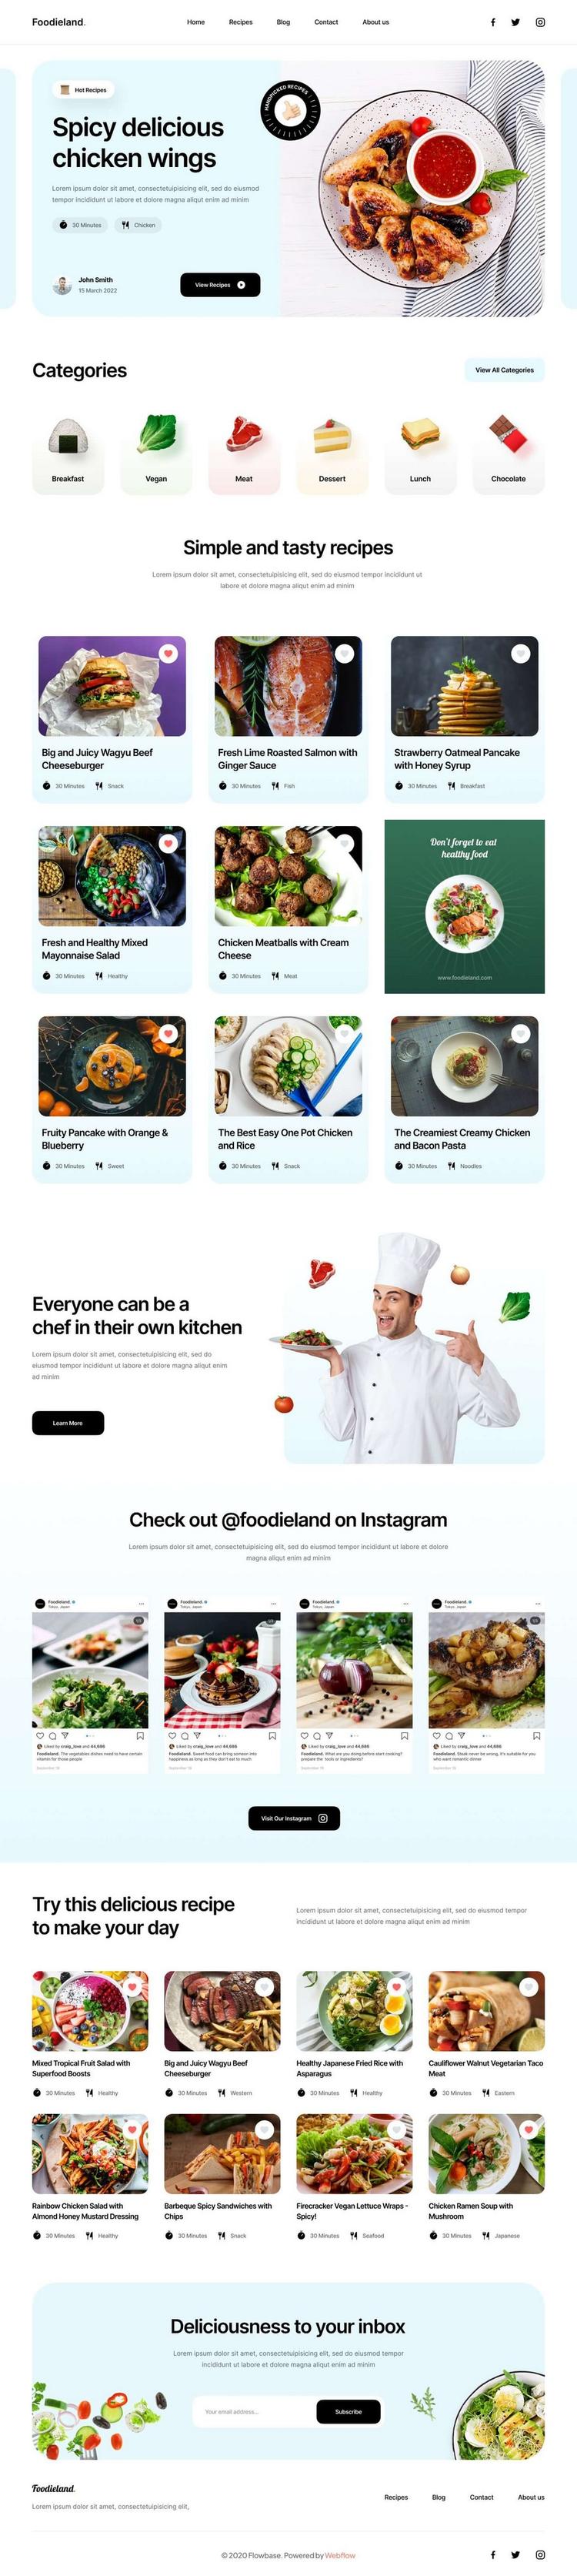 Foodieland.
Home Recipes Blog Contact About us
HANDPICKED RECIPES
Hot Recipes
Spicy delicious
chicken wings
Lorem ipsum dolor sit amet, consectetuipisicing elit, sed do eiusmod
tempor incididunt ut labore et dolore magna aliqut enim ad minim
30 Minutes Chicken
John Smith
15 March 2022
View Recipes
Categories
View All Categories
Breakfast Vegan Meat Dessert Lunch Chocolate
Simple and tasty recipes
Lorem ipsum dolor sit amet, consectetuipisicing elit, sed do eiusmod tempor incididunt ut
labore et dolore magna aliqut enim ad minim
Big and Juicy Wagyu Beef
Cheeseburger
30 Minutes Snack
Fresh Lime Roasted Salmon with
Ginger Sauce
30 Minutes Fish
Strawberry Oatmeal Pancake
with Honey Syrup
30 Minutes Breakfast
Fresh and Healthy Mixed
Mayonnaise Salad
30 Minutes Healthy
Chicken Meatballs with Cream
Cheese
30 Minutes Meat
Don't forget to eat
healthy food
www.foodieland.com
Fruity Pancake with Orange &
Blueberry
30 Minutes Sweet
The Best Easy One Pot Chicken
and Rice
30 Minutes Snack
The Creamiest Creamy Chicken
and Bacon Pasta
30 Minutes Noodles
Everyone can be a
chef in their own kitchen
Lorem ipsum dolor sit amet, consectetuipisicing elit, sed do
eiusmod tempor incididunt ut labore et dolore magna aliqut enim
ad minim
Learn More
Check out @foodieland on Instagram
Lorem ipsum dolor sit amet, consectetuipisicing elit, sed do eiusmod tempor incididunt ut labore et dolore
magna aliqut enim ad minim
Foodieland.
Tokyo, Japan
Liked by craig_love and 44,686
Foodieland. The vegetables dishes need to have certain
vitamin for those people
September 19
Foodieland.
Tokyo, Japan
Liked by craig_love and 44,686
Foodieland. Sweet food can bring someon into
happiness as long as they don't eat to much
September 19
Foodieland.
Tokyo, Japan
Liked by craig_love and 44,686
Foodieland. What are you doing before start cooking?
prepare the tools or ingredients?
September 19
Foodieland.
Tokyo, Japan
Liked by craig_love and 44,686
Foodieland. Steak never be wrong, it's suitable for you
who want romantic dinner
September 19
Visit Our Instagram
Try this delicious recipe
to make your day
Lorem ipsum dolor sit amet, consectetuipisicing elit, sed do eiusmod tempor
incididunt ut labore et dolore magna aliqut enim ad minim
Mixed Tropical Fruit Salad with
Superfood Boosts
30 Minutes Healthy
Big and Juicy Wagyu Beef
Cheeseburger
30 Minutes Western
Healthy Japanese Fried Rice with
Asparagus
30 Minutes Healthy
Cauliflower Walnut Vegetarian Taco
Meat
30 Minutes Eastern
Rainbow Chicken Salad with
Almond Honey Mustard Dressing
30 Minutes Healthy
Barbeque Spicy Sandwiches with
Chips
30 Minutes Snack
Firecracker Vegan Lettuce Wraps -
Spicy!
30 Minutes Seafood
Chicken Ramen Soup with
Mushroom
30 Minutes Japanese
Deliciousness to your inbox
Lorem ipsum dolor sit amet, consectetuipisicing elit, sed do eiusmod tempor
incididunt ut labore et dolore magna aliqut enim ad minim
Your email address...
Subscribe
Foodieland.
Lorem ipsum dolor sit amet, consectetuipisicing elit,
Recipes Blog Contact About us
© 2020 Flowbase. Powered by Webflow